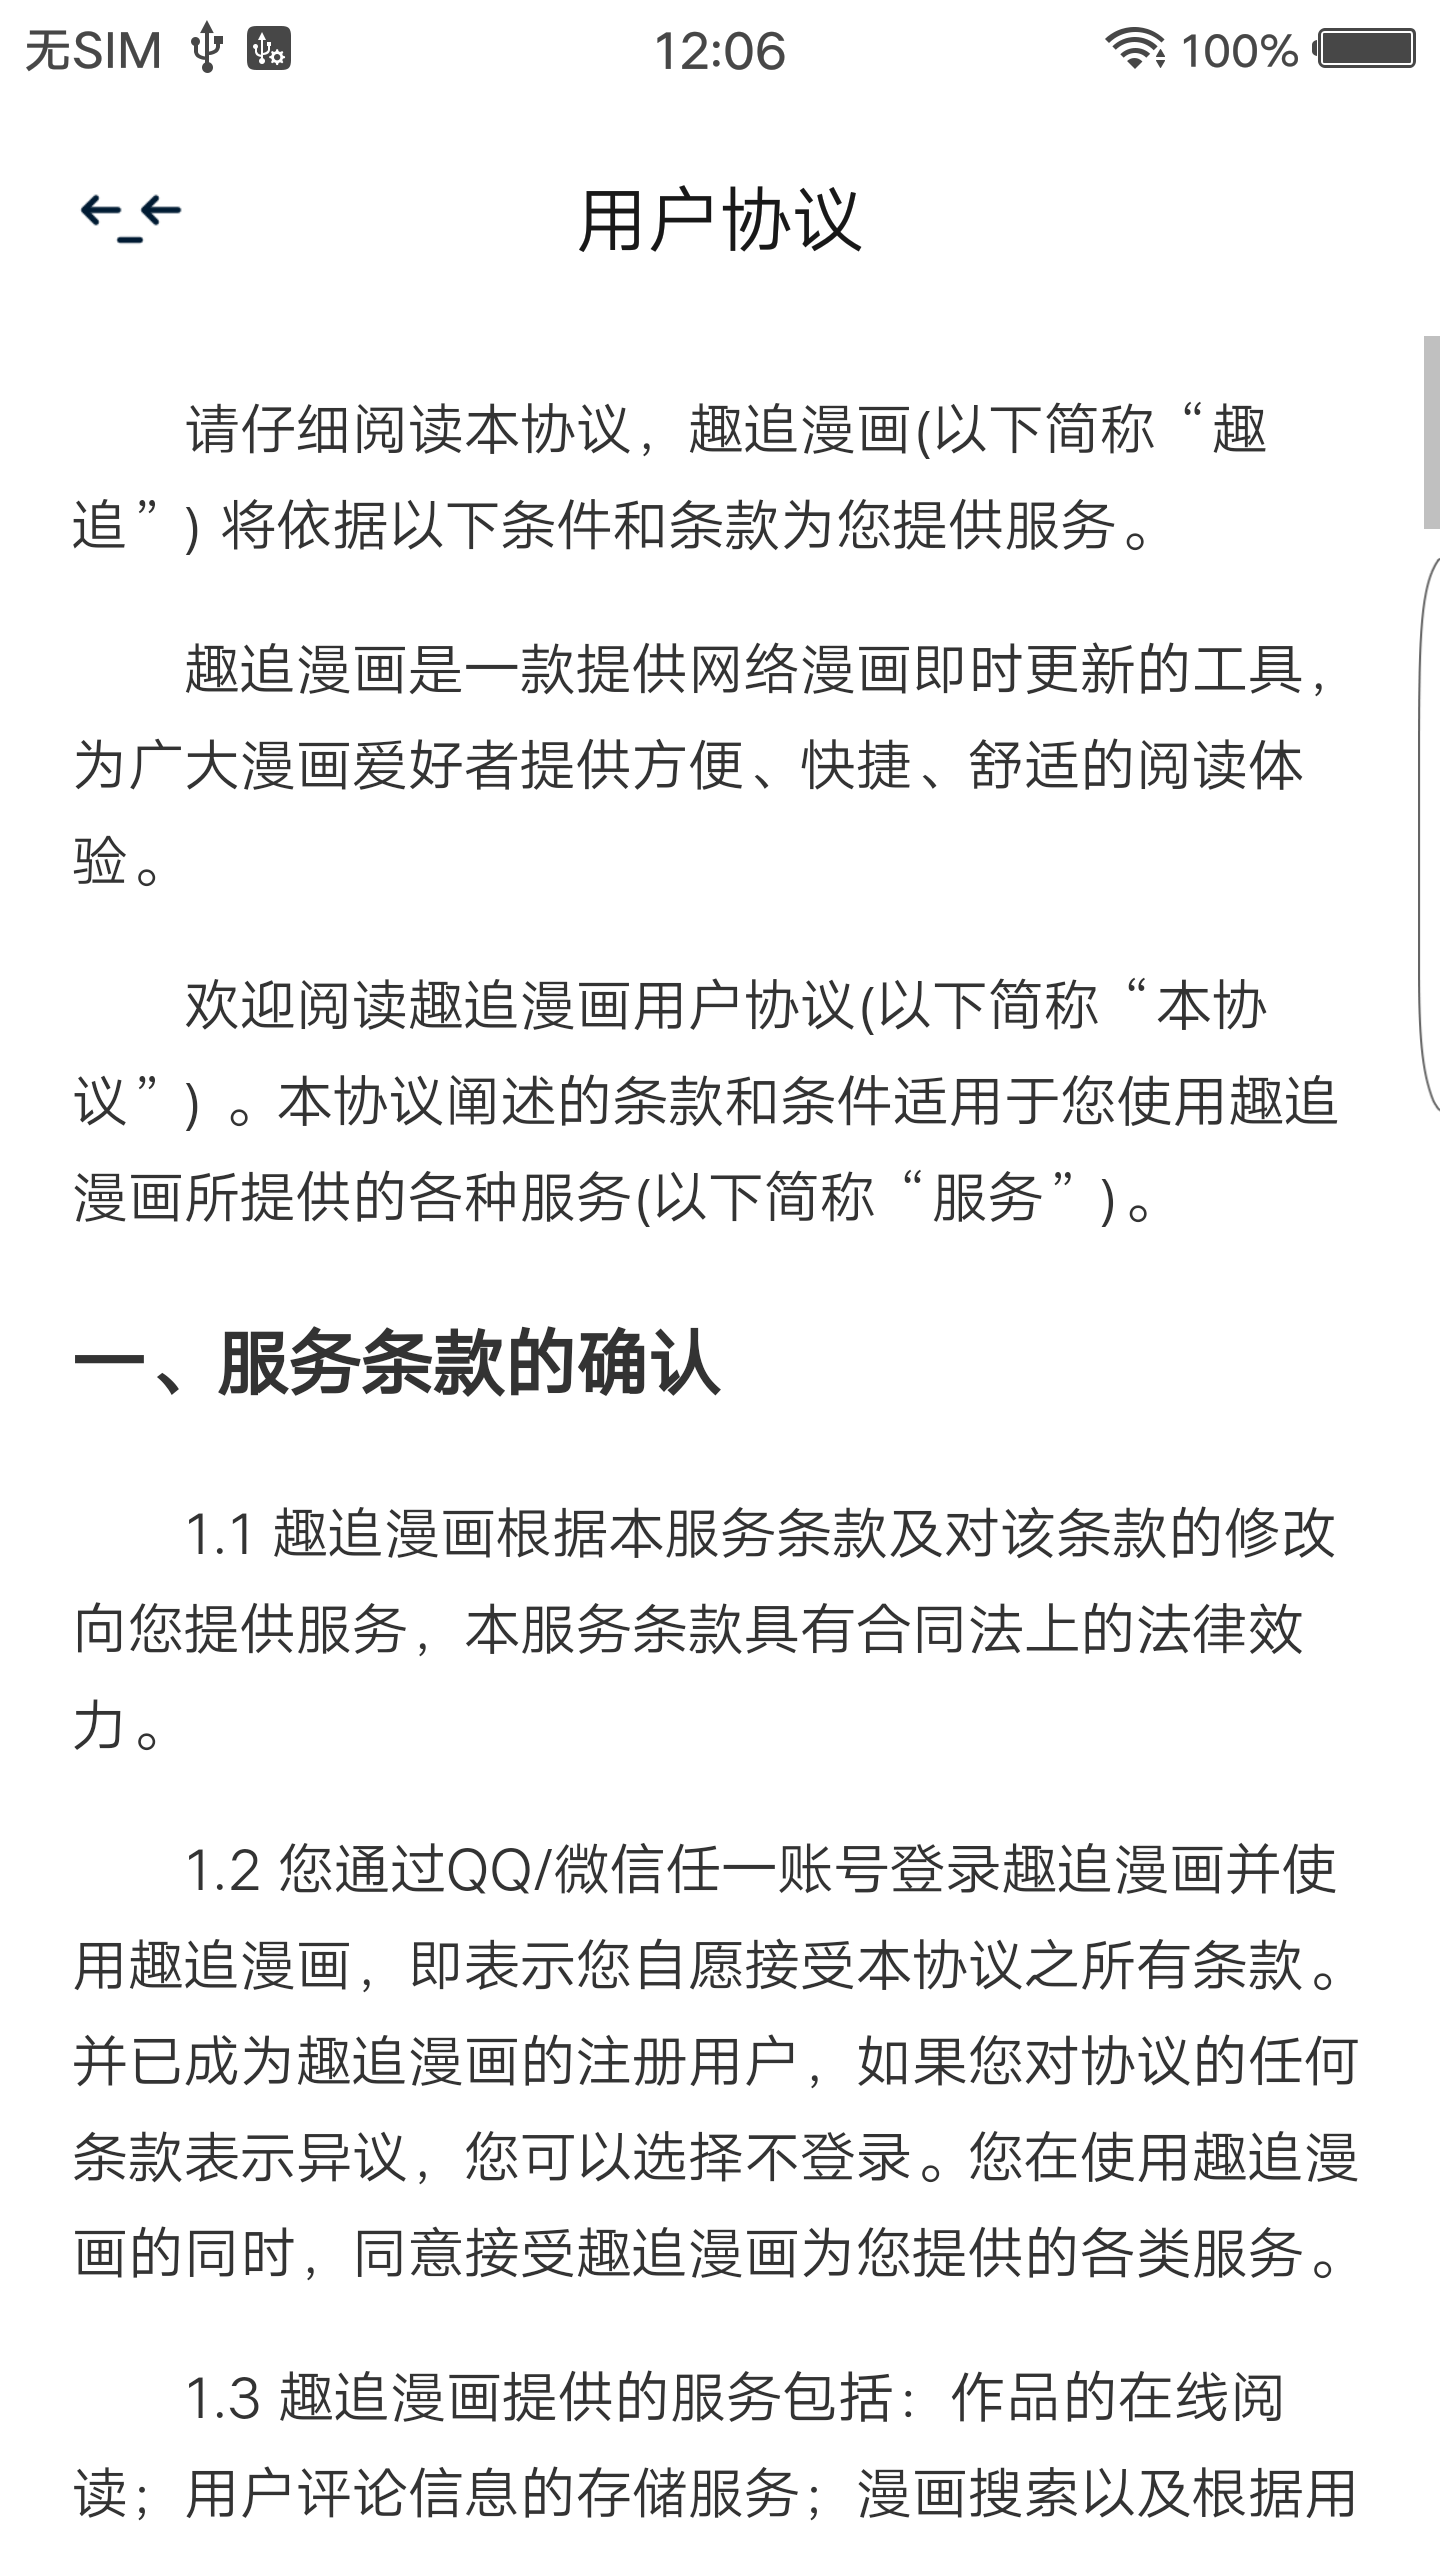 无SIM 12:06 100%
用户协议
请仔细阅读本协议，趣追漫画(以下简称“趣
追”) 将依据以下条件和条款为您提供服务。
趣追漫画是一款提供网络漫画即时更新的工具，
为广大漫画爱好者提供方便、快捷、舒适的阅读体
验。
欢迎阅读趣追漫画用户协议(以下简称“本协
议”) 。本协议阐述的条款和条件适用于您使用趣追
漫画所提供的各种服务(以下简称“服务”)。
一、服务条款的确认
1.1 趣追漫画根据本服务条款及对该条款的修改
向您提供服务，本服务条款具有合同法上的法律效
力。
1.2 您通过QQ/微信任一账号登录趣追漫画并使
用趣追漫画，即表示您自愿接受本协议之所有条款。
并已成为趣追漫画的注册用户，如果您对协议的任何
条款表示异议，您可以选择不登录。您在使用趣追漫
画的同时，同意接受趣追漫画为您提供的各类服务。
1.3 趣追漫画提供的服务包括：作品的在线阅
读；用户评论信息的存储服务；漫画搜索以及根据用